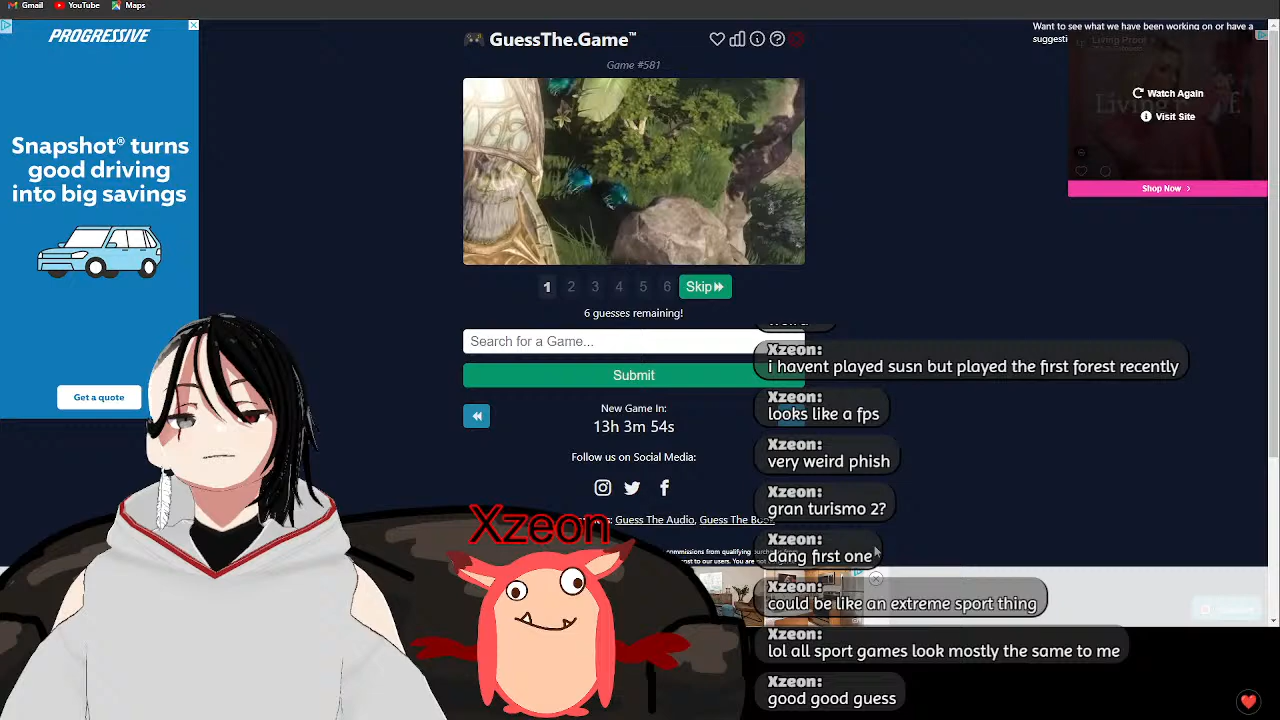 Gmail
YouTube
Maps
PROGRESSIVE
Snapshot® turns
good driving
into big savings
Get a quote
GuessThe.Game™
Game #581
1 2 3 4 5 6 Skip
6 guesses remaining!
Search for a Game...
Submit
New Game In:
13h 3m 54s
Follow us on Social Media:
Guess The Audio, Guess The Book
Want to see what we have been working on or have a
Living Proof
Watch Again
Visit Site
Shop Now
Xzeon:
i havent played susn but played the first forest recently
Xzeon:
looks like a fps
Xzeon:
very weird phish
Xzeon:
gran turismo 2?
Xzeon:
dang first one
Xzeon:
could be like an extreme sport thing
Xzeon:
lol all sport games look mostly the same to me
Xzeon:
good good guess
Xzeon